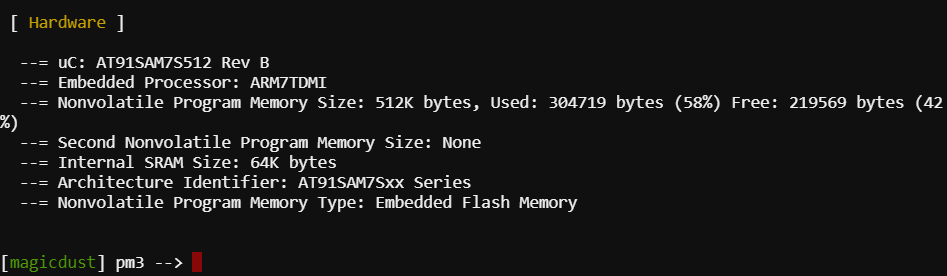 [ Hardware ]
--= uC: AT91SAM7S512 Rev B
--= Embedded Processor: ARM7TDMI
--= Nonvolatile Program Memory Size: 512K bytes, Used: 304719 bytes (58%) Free: 219569 bytes (42
%)
--= Second Nonvolatile Program Memory Size: None
--= Internal SRAM Size: 64K bytes
--= Architecture Identifier: AT91SAM7Sxx Series
--= Nonvolatile Program Memory Type: Embedded Flash Memory
[magicdust] pm3 -->